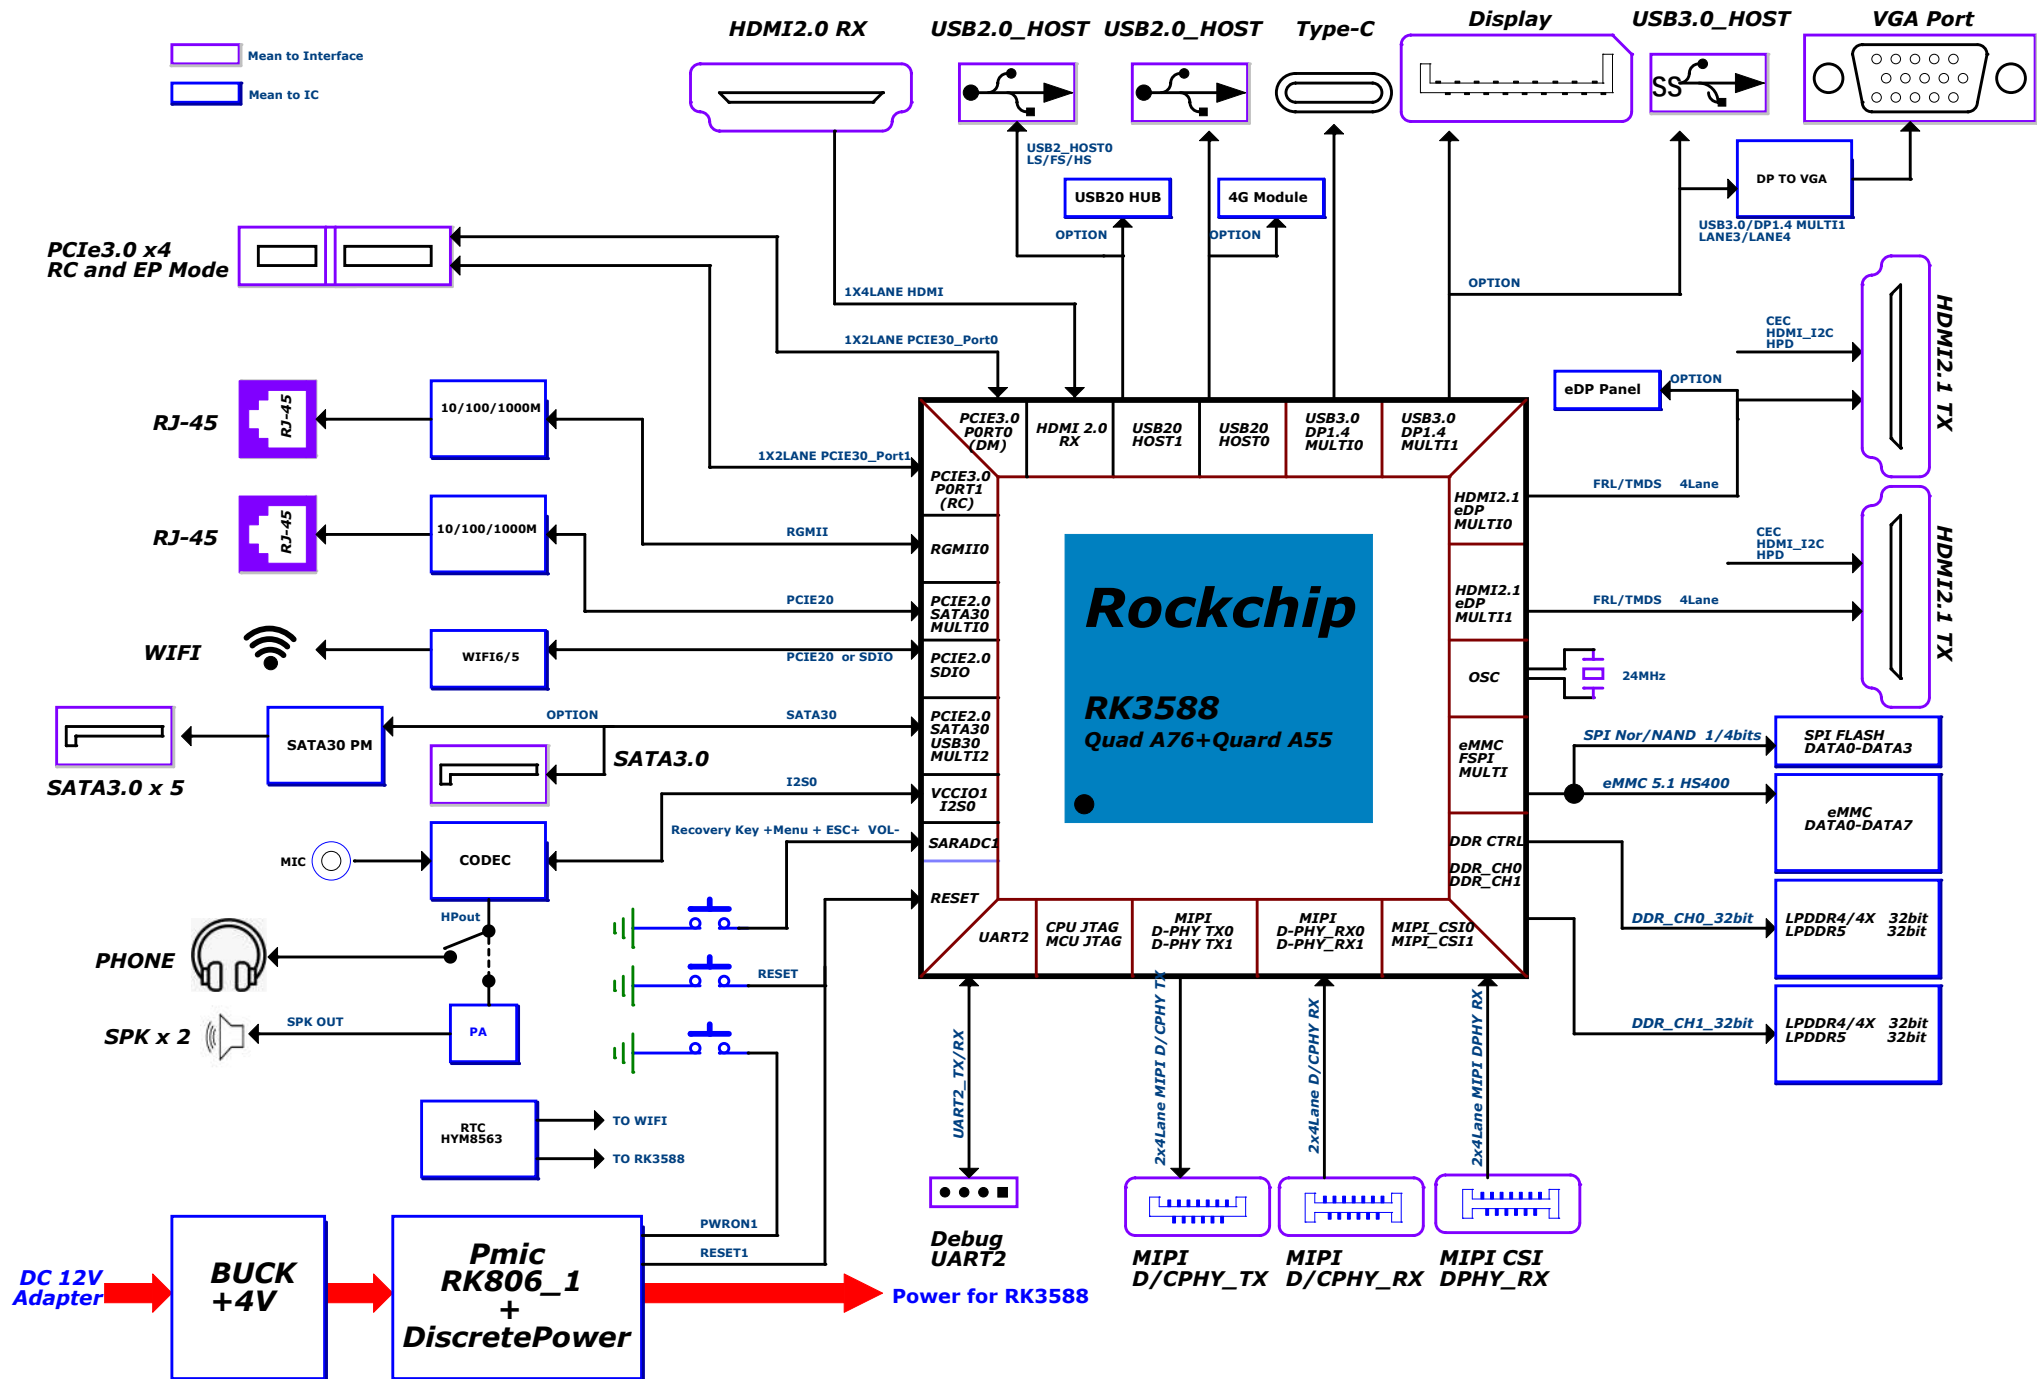 HDMI2.0 RX
USB2.0_HOST
USB2.0_HOST
Type-C
Display
USB3.0_HOST
VGA Port
Mean to Interface
Mean to IC
SS
USB2_HOST0
LS/FS/HS
USB20 HUB
4G Module
DP TO VGA
OPTION
OPTION
USB3.0/DP1.4 MULTI1
LANE3/LANE4
PCIe3.0 x4
RC and EP Mode
1X4LANE HDMI
OPTION
1X2LANE PCIE30_Port0
CEC
HDMI_I2C
HPD
HDMI2.1 TX
eDP Panel
OPTION
RJ-45
RJ-45
10/100/1000M
1X2LANE PCIE30_Port1
PCIE3.0
P0RT0
(DM)
HDMI 2.0
RX
USB20
HOST1
USB20
HOST0
USB3.0
DP1.4
MULTI0
USB3.0
DP1.4
MULTI1
PCIE3.0
P0RT1
(RC)
HDMI2.1
eDP
MULTI0
FRL/TMDS 4Lane
RJ-45
RJ-45
10/100/1000M
RGMII
RGMII0
CEC
HDMI_I2C
HPD
HDMI2.1 TX
PCIE20
PCIE2.0
SATA30
MULTI0
HDMI2.1
eDP
MULTI1
FRL/TMDS 4Lane
Rockchip
WIFI
WIFI6/5
PCIE20 or SDIO
PCIE2.0
SDIO
OSC
24MHz
RK3588
Quad A76+Quard A55
SATA30 PM
OPTION
SATA30
PCIE2.0
SATA30
USB30
MULTI2
eMMC
FSPI
MULTI
SPI Nor/NAND 1/4bits
SPI FLASH
DATA0-DATA3
SATA3.0
SATA3.0 x 5
I2S0
VCCIO1
I2S0
eMMC 5.1 HS400
eMMC
DATA0-DATA7
Recovery Key +Menu + ESC+ VOL-
SARADC1
DDR CTRL
DDR_CH0
DDR_CH1
MIC
CODEC
RESET
HPout
UART2
CPU JTAG
MCU JTAG
MIPI
D-PHY TX0
D-PHY TX1
MIPI
D-PHY_RX0
D-PHY_RX1
MIPI_CSI0
MIPI_CSI1
DDR_CH0_32bit
LPDDR4/4X 32bit
LPDDR5 32bit
PHONE
RESET
SPK x 2
SPK OUT
PA
DDR_CH1_32bit
LPDDR4/4X 32bit
LPDDR5 32bit
UART2_TX/RX
2x4Lane MIPI D/CPHY TX
2x4Lane D/CPHY RX
2x4Lane MIPI DPHY RX
RTC
HYM8563
TO WIFI
TO RK3588
PWRON1
RESET1
Debug
UART2
MIPI
D/CPHY_TX
MIPI
D/CPHY_RX
MIPI CSI
DPHY_RX
DC 12V
Adapter
BUCK
+4V
Pmic
RK806_1
+
DiscretePower
Power for RK3588